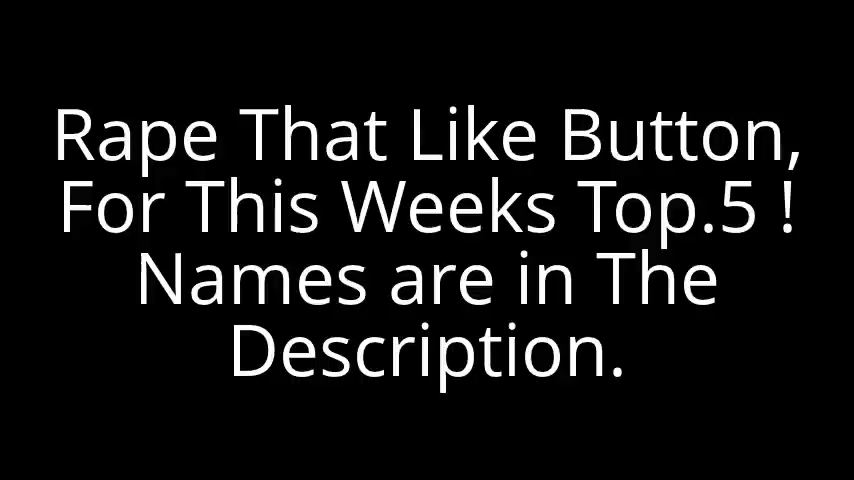 Rape That Like Button,
For This Weeks Top.5 !
Names are in The
Description.